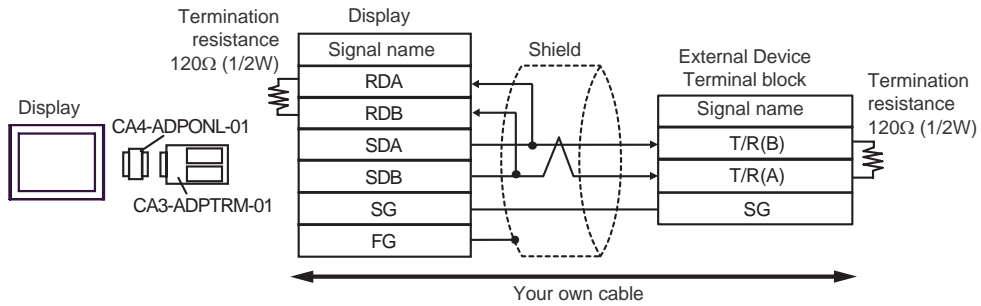 Display
CA4-ADPONL-01
CA3-ADPTRM-01
Termination
resistance
120Ω (1/2W)
Display
Signal name
RDA
RDB
SDA
SDB
SG
FG
Shield
External Device
Terminal block
Signal name
T/R(B)
T/R(A)
SG
Termination
resistance
120Ω (1/2W)
Your own cable